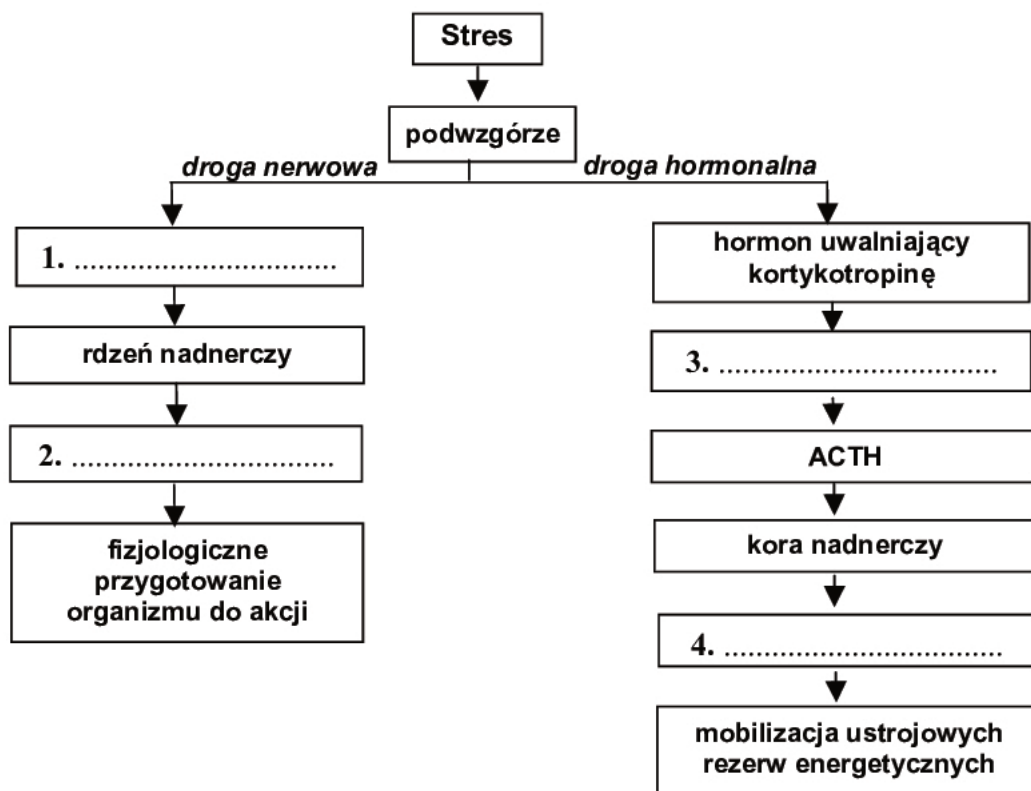 Stres
podwzgórze
droga nerwowa
droga hormonalna
1. ..................................
rdzeń nadnerczy
2. ..................................
fizjologiczne
przygotowanie
organizmu do akcji
hormon uwalniający
kortykotropinę
3. ..................................
ACTH
kora nadnerczy
4. ..................................
mobilizacja ustrojowych
rezerw energetycznych